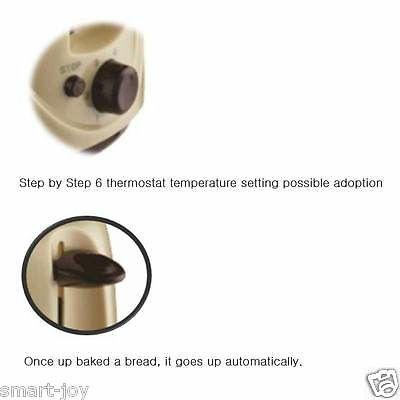 STOP
Step by Step 6 thermostat temperature setting possible adoption
Once up baked a bread, it goes up automatically.
smart-joy